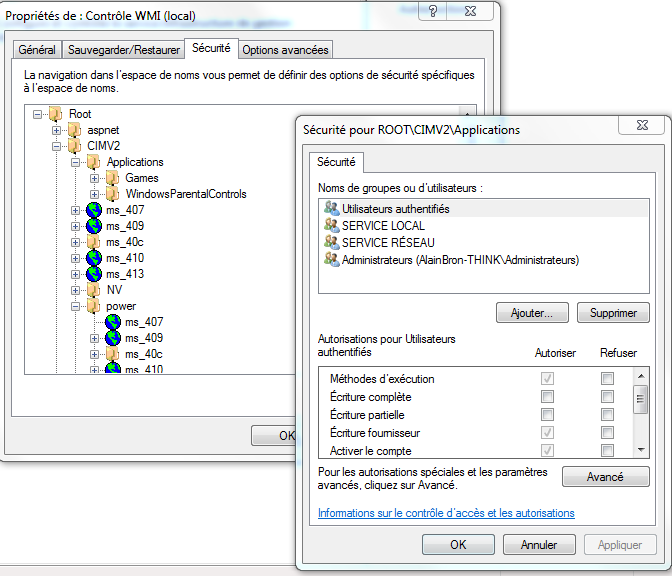 Propriétés de : Contrôle WMI (local)
Général
Sauvegarder/Restaurer
Sécurité
Options avancées
La navigation dans l'espace de noms vous permet de définir des options de sécurité spécifiques
à l'espace de noms.
Root
aspnet
CIMV2
Applications
Games
WindowsParentalControls
ms_407
ms_409
ms_40c
ms_410
ms_413
NV
power
ms_407
ms_409
ms_40c
ms_410
OK
Sécurité pour ROOT\CIMV2\Applications
Sécurité
Noms de groupes ou d'utilisateurs :
Utilisateurs authentifiés
SERVICE LOCAL
SERVICE RÉSEAU
Administrateurs (AlainBron-THINK\Administrateurs)
Ajouter...
Supprimer
Autorisations pour Utilisateurs
authentifiés
Autoriser
Refuser
Méthodes d'exécution
Écriture complète
Écriture partielle
Écriture fournisseur
Activer le compte
Pour les autorisations spéciales et les paramètres
avancés, cliquez sur Avancé.
Avancé
Informations sur le contrôle d'accès et les autorisations
OK
Annuler
Appliquer